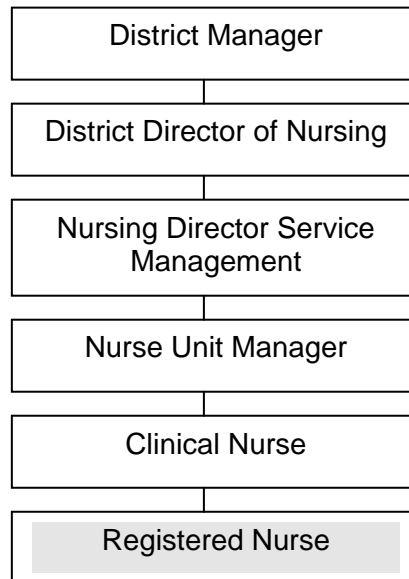 District Manager
District Director of Nursing
Nursing Director Service
Management
Nurse Unit Manager
Clinical Nurse
Registered Nurse